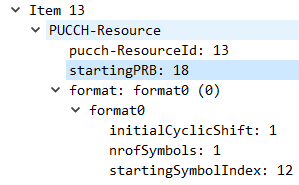 Item 13
PUCCH-Resource
pucch-ResourceId: 13
startingPRB: 18
format: format0 (0)
format0
initialCyclicShift: 1
nrofSymbols: 1
startingSymbolIndex: 12